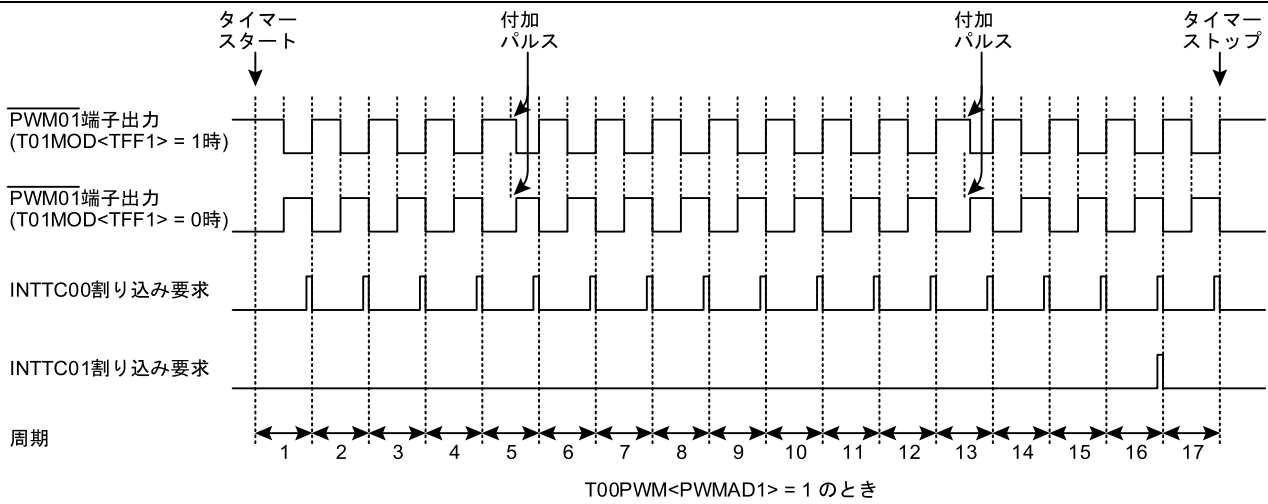 タイマー
スタート
付加
パルス
付加
パルス
タイマー
ストップ
PWM01端子出力
(T01MOD<TFF1> = 1時)
PWM01端子出力
(T01MOD<TFF1> = 0時)
INTTC00割り込み要求
INTTC01割り込み要求
周期
1 2 3 4 5 6 7 8 9 10 11 12 13 14 15 16 17
T00PWM<PWMAD1> = 1 のとき